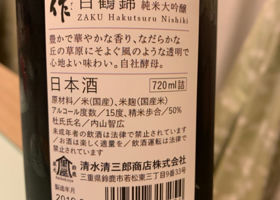 作 白鶴錦 純米大吟醸
ZAKU Hakutsuru Nishiki
豊かで華やかな香り、なだらかな
丘の草原にそよぐ風のような透明で
心地よい味わい。自社酵母。
日本酒 720ml詰
原材料/米(国産)、米麹(国産米)
アルコール度数/15度、精米歩合/50%
杜氏氏名/内山智広
未成年者の飲酒は法律で禁止されています。
お酒は楽しく適量を/飲酒運転は法律で
禁止されています。
清水清三郎商店株式会社
三重県鈴鹿市若松東三丁目9番33号
製造年月